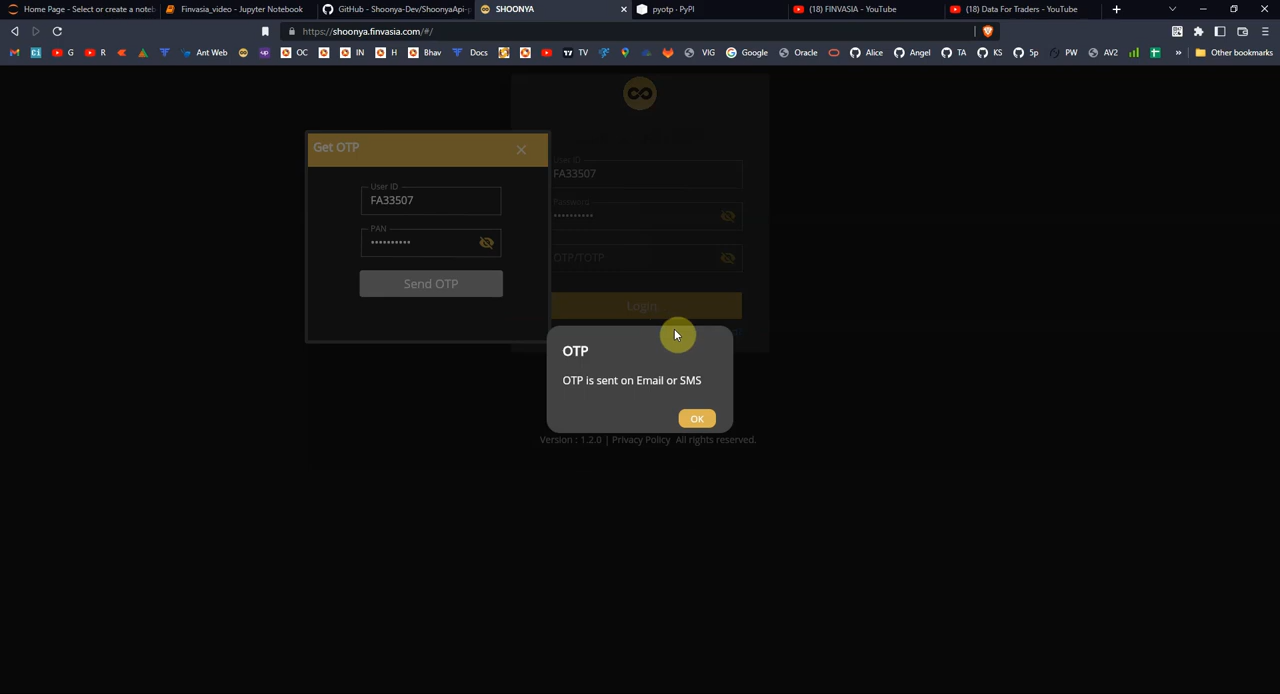 Home Page - Select or create a noteb
Finvasia_video - Jupyter Notebook
GitHub - Shoonya-Dev/ShoonyaApi-p
SHOONYA
pyotp · PyPI
(18) FINVASIA - YouTube
(18) Data For Traders - YouTube
https://shoonya.finvasia.com/#/
G
R
Ant Web
OC
IN
H
Bhav
Docs
TV
VIG
Google
Oracle
Alice
Angel
TA
KS
5p
PW
AV2
Other bookmarks
Get OTP
User ID
FA33507
PAN
••••••••••
Send OTP
User ID
FA33507
Password
••••••••••
OTP/TOTP
Login
OTP
OTP is sent on Email or SMS
OK
Version : 1.2.0 | Privacy Policy All rights reserved.